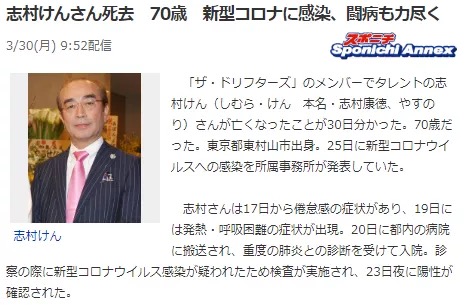 志村けんさん死去　70歳　新型コロナに感染、闘病も力尽く
3/30(月) 9:52配信
スポニチ
Sponichi Annex
志村けん
　「ザ・ドリフターズ」のメンバーでタレントの志
村けん（しむら・けん　本名・志村康徳、やすの
り）さんが亡くなったことが30日分かった。70歳だ
った。東京都東村山市出身。25日に新型コロナウイ
ルスへの感染を所属事務所が発表していた。
　志村さんは17日から倦怠感の症状があり、19日に
は発熱・呼吸困難の症状が出現。20日に都内の病院
に搬送され、重度の肺炎との診断を受けて入院。診
察の際に新型コロナウイルス感染が疑われたため検査が実施され、23日夜に陽性が
確認された。